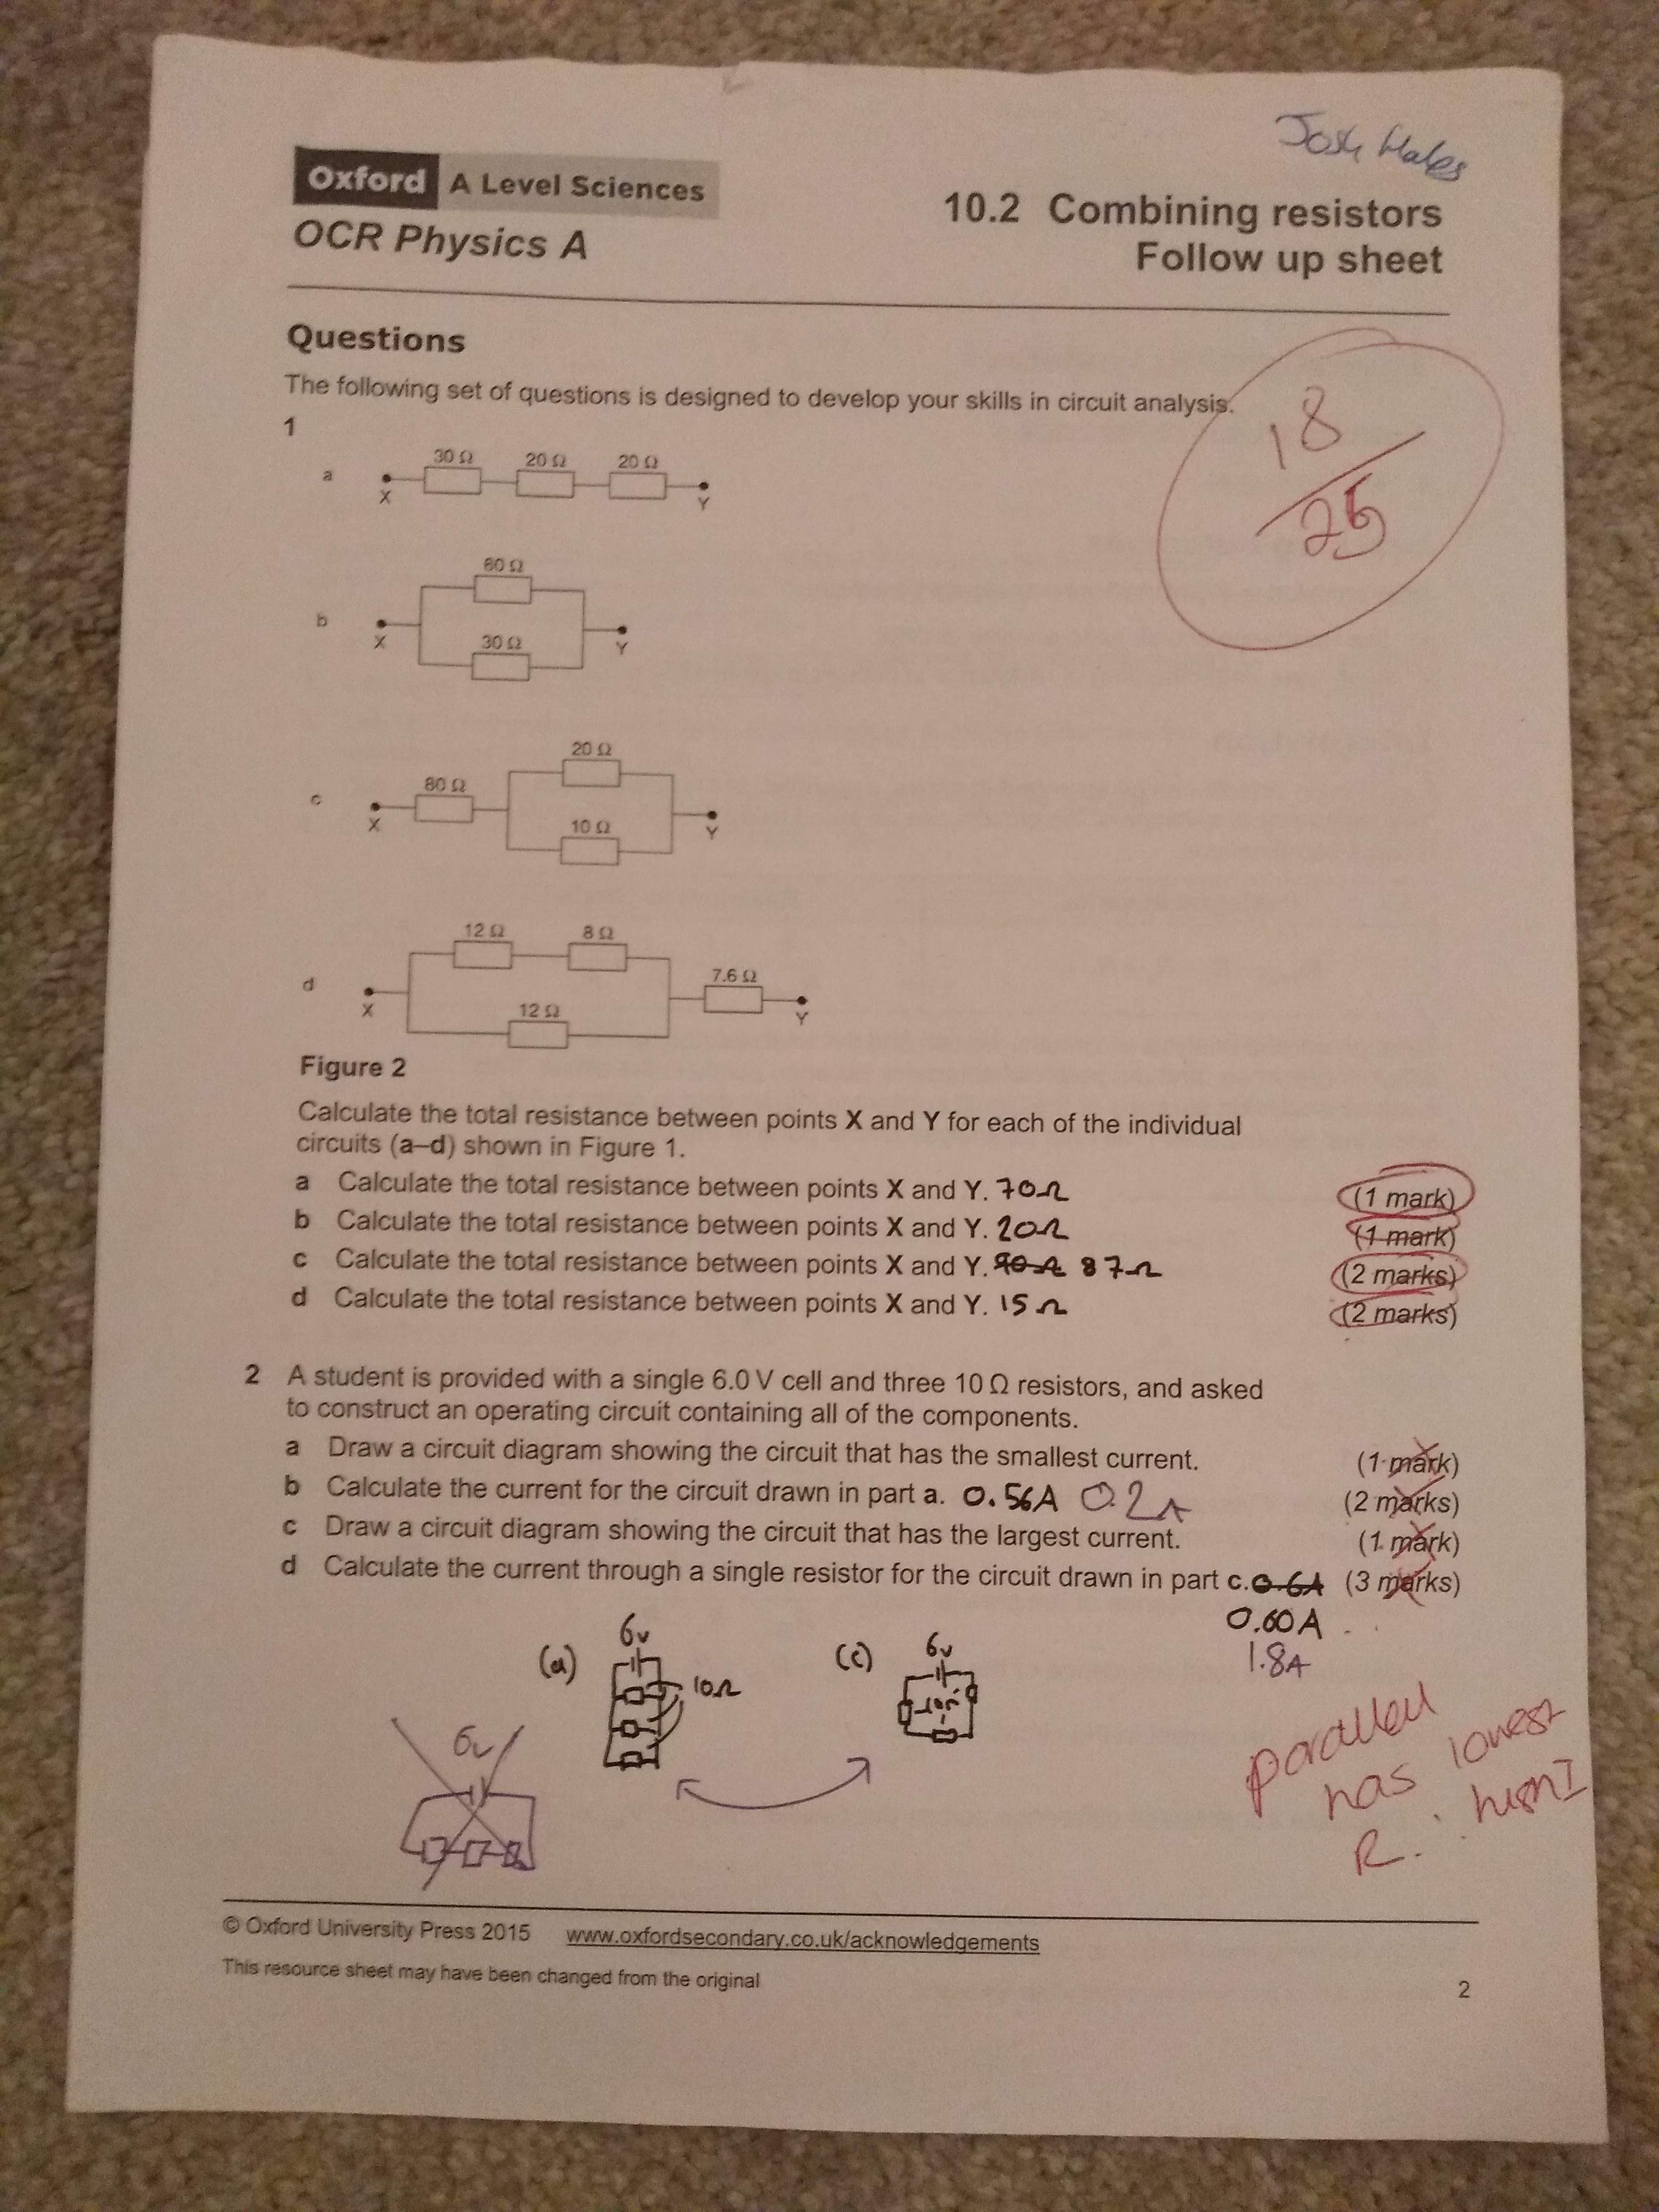 Josh Hales
Oxford A Level Sciences
OCR Physics A
10.2 Combining resistors
Follow up sheet
Questions
The following set of questions is designed to develop your skills in circuit analysis.
18
25
1
a
30 Ω 20 Ω 20 Ω
X Y
60 Ω
b
X Y
30 Ω
20 Ω
80 Ω
c
X Y
10 Ω
12 Ω 8 Ω
7.6 Ω
d
X Y
12 Ω
Figure 2
Calculate the total resistance between points X and Y for each of the individual
circuits (a–d) shown in Figure 1.
a Calculate the total resistance between points X and Y. 70Ω (1 mark)
b Calculate the total resistance between points X and Y. 20Ω (1 mark)
c Calculate the total resistance between points X and Y. 90Ω 87Ω (2 marks)
d Calculate the total resistance between points X and Y. 15Ω (2 marks)
2 A student is provided with a single 6.0 V cell and three 10 Ω resistors, and asked
to construct an operating circuit containing all of the components.
a Draw a circuit diagram showing the circuit that has the smallest current. (1 mark)
b Calculate the current for the circuit drawn in part a. 0.56A 0.2A (2 marks)
c Draw a circuit diagram showing the circuit that has the largest current. (1 mark)
d Calculate the current through a single resistor for the circuit drawn in part c. 0.6A (3 marks)
0.60A
1.8A
(a) 6v
10Ω
(c) 6v
10Ω
6v
parallel
has lowest
R. highI
© Oxford University Press 2015 www.oxfordsecondary.co.uk/acknowledgements
This resource sheet may have been changed from the original
2